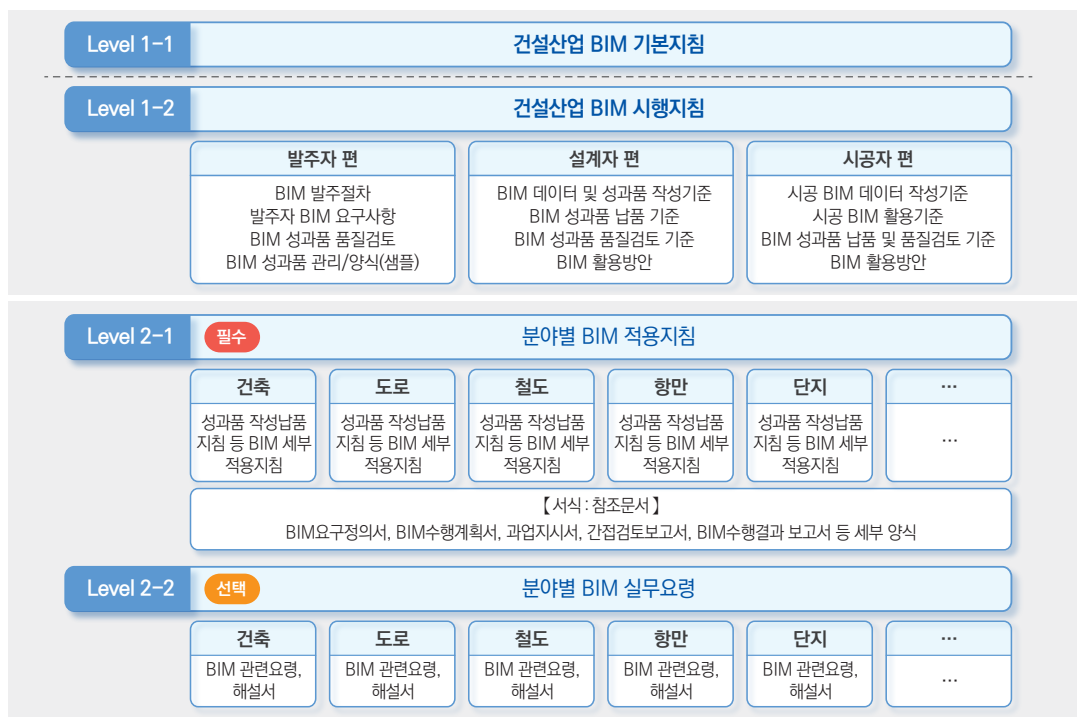 Level 1-1
건설산업 BIM 기본지침
Level 1-2
건설산업 BIM 시행지침
발주자 편
BIM 발주절차
발주자 BIM 요구사항
BIM 성과품 품질검토
BIM 성과품 관리/양식(샘플)
설계자 편
BIM 데이터 및 성과품 작성기준
BIM 성과품 납품 기준
BIM 성과품 품질검토 기준
BIM 활용방안
시공자 편
시공 BIM 데이터 작성기준
시공 BIM 활용기준
BIM 성과품 납품 및 품질검토 기준
BIM 활용방안
Level 2-1
필수
분야별 BIM 적용지침
건축
성과품 작성납품
지침 등 BIM 세부
적용지침
도로
성과품 작성납품
지침 등 BIM 세부
적용지침
철도
성과품 작성납품
지침 등 BIM 세부
적용지침
항만
성과품 작성납품
지침 등 BIM 세부
적용지침
단지
성과품 작성납품
지침 등 BIM 세부
적용지침
…
…
【서식 : 참조문서】
BIM요구정의서, BIM수행계획서, 과업지시서, 간접검토보고서, BIM수행결과 보고서 등 세부 양식
Level 2-2
선택
분야별 BIM 실무요령
건축
BIM 관련요령,
해설서
도로
BIM 관련요령,
해설서
철도
BIM 관련요령,
해설서
항만
BIM 관련요령,
해설서
단지
BIM 관련요령,
해설서
…
…